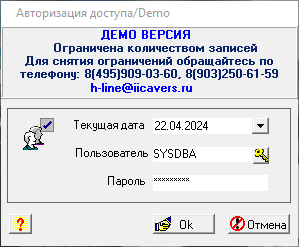 Авторизация доступа/Demo
ДЕМО ВЕРСИЯ
Ограничена количеством записей
Для снятия ограничений обращайтесь по
телефону: 8(495)909-03-60, 8(903)250-61-59
h-line@iicavers.ru
Текущая дата 22.04.2024
Пользователь SYSDBA
Пароль *********
? Ok Отмена